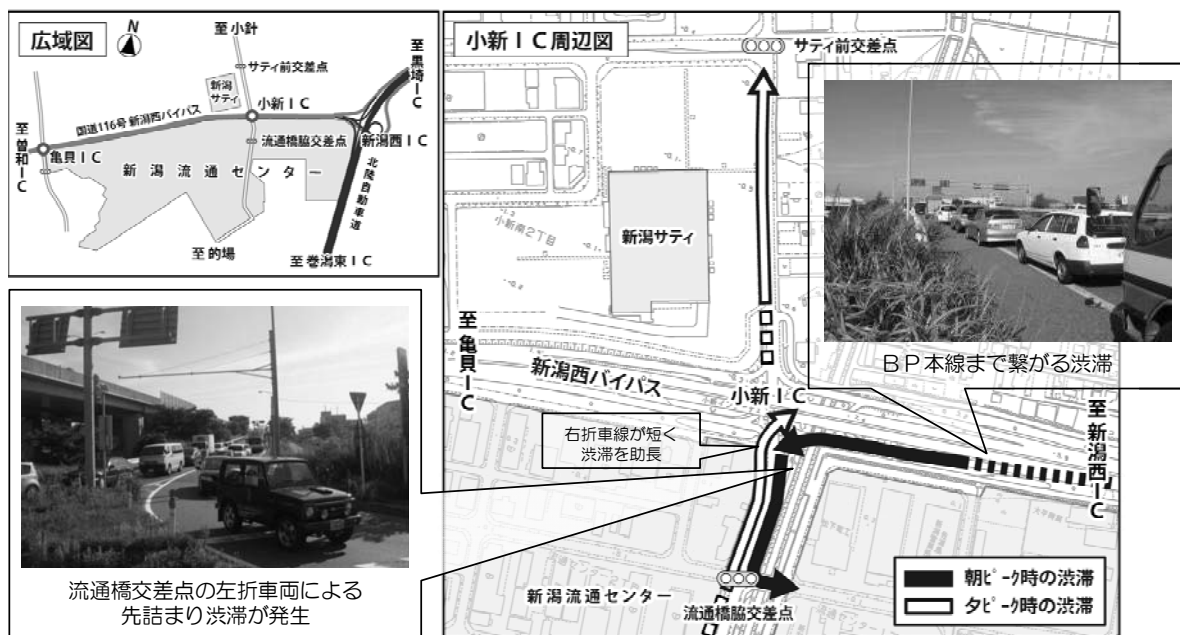 広域図
N
至小針
サティ前交差点
新潟
サティ
小新IC
至黒埼IC
国道116号 新潟西バイパス
流通橋脇交差点
新潟西IC
至曽和IC
亀貝IC
新潟流通センター
北陸自動車道
至的場
至巻潟東IC
小新IC周辺図
サティ前交差点
小新南2丁目
新潟サティ
至亀貝IC
新潟西バイパス
小新IC
至新潟西IC
右折車線が短く
渋滞を助長
BP本線まで繋がる渋滞
流通橋交差点の左折車両による
先詰まり渋滞が発生
新潟流通センター
流通橋脇交差点
朝ピーク時の渋滞
夕ピーク時の渋滞